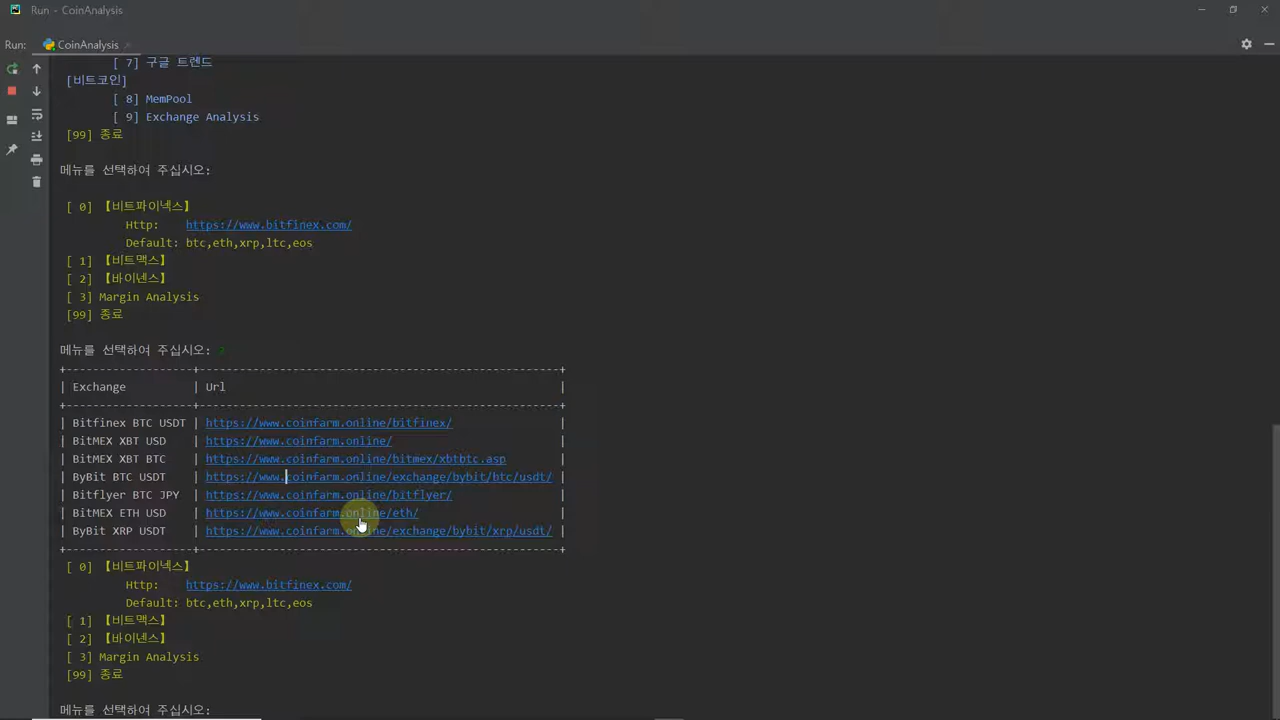 Run - CoinAnalysis
Run: CoinAnalysis
[ 7] 구글 트렌드
[비트코인]
[ 8] MemPool
[ 9] Exchange Analysis
[99] 종료
메뉴를 선택하여 주십시오:
[ 0] 【비트파이넥스】
Http: https://www.bitfinex.com/
Default: btc,eth,xrp,ltc,eos
[ 1] 【비트맥스】
[ 2] 【바이넨스】
[ 3] Margin Analysis
[99] 종료
메뉴를 선택하여 주십시오:
+----------------------+---------------------------------------------------------+
| Exchange | Url |
+----------------------+---------------------------------------------------------+
| Bitfinex BTC USDT | https://www.coinfarm.online/bitfinex/ |
| BitMEX XBT USD | https://www.coinfarm.online/ |
| BitMEX XBT BTC | https://www.coinfarm.online/bitmex/xbtbtc.asp |
| ByBit BTC USDT | https://www.coinfarm.online/exchange/bybit/btc/usdt/ |
| Bitflyer BTC JPY | https://www.coinfarm.online/bitflyer/ |
| BitMEX ETH USD | https://www.coinfarm.online/eth/ |
| ByBit XRP USDT | https://www.coinfarm.online/exchange/bybit/xrp/usdt/ |
+----------------------+---------------------------------------------------------+
[ 0] 【비트파이넥스】
Http: https://www.bitfinex.com/
Default: btc,eth,xrp,ltc,eos
[ 1] 【비트맥스】
[ 2] 【바이넨스】
[ 3] Margin Analysis
[99] 종료
메뉴를 선택하여 주십시오: